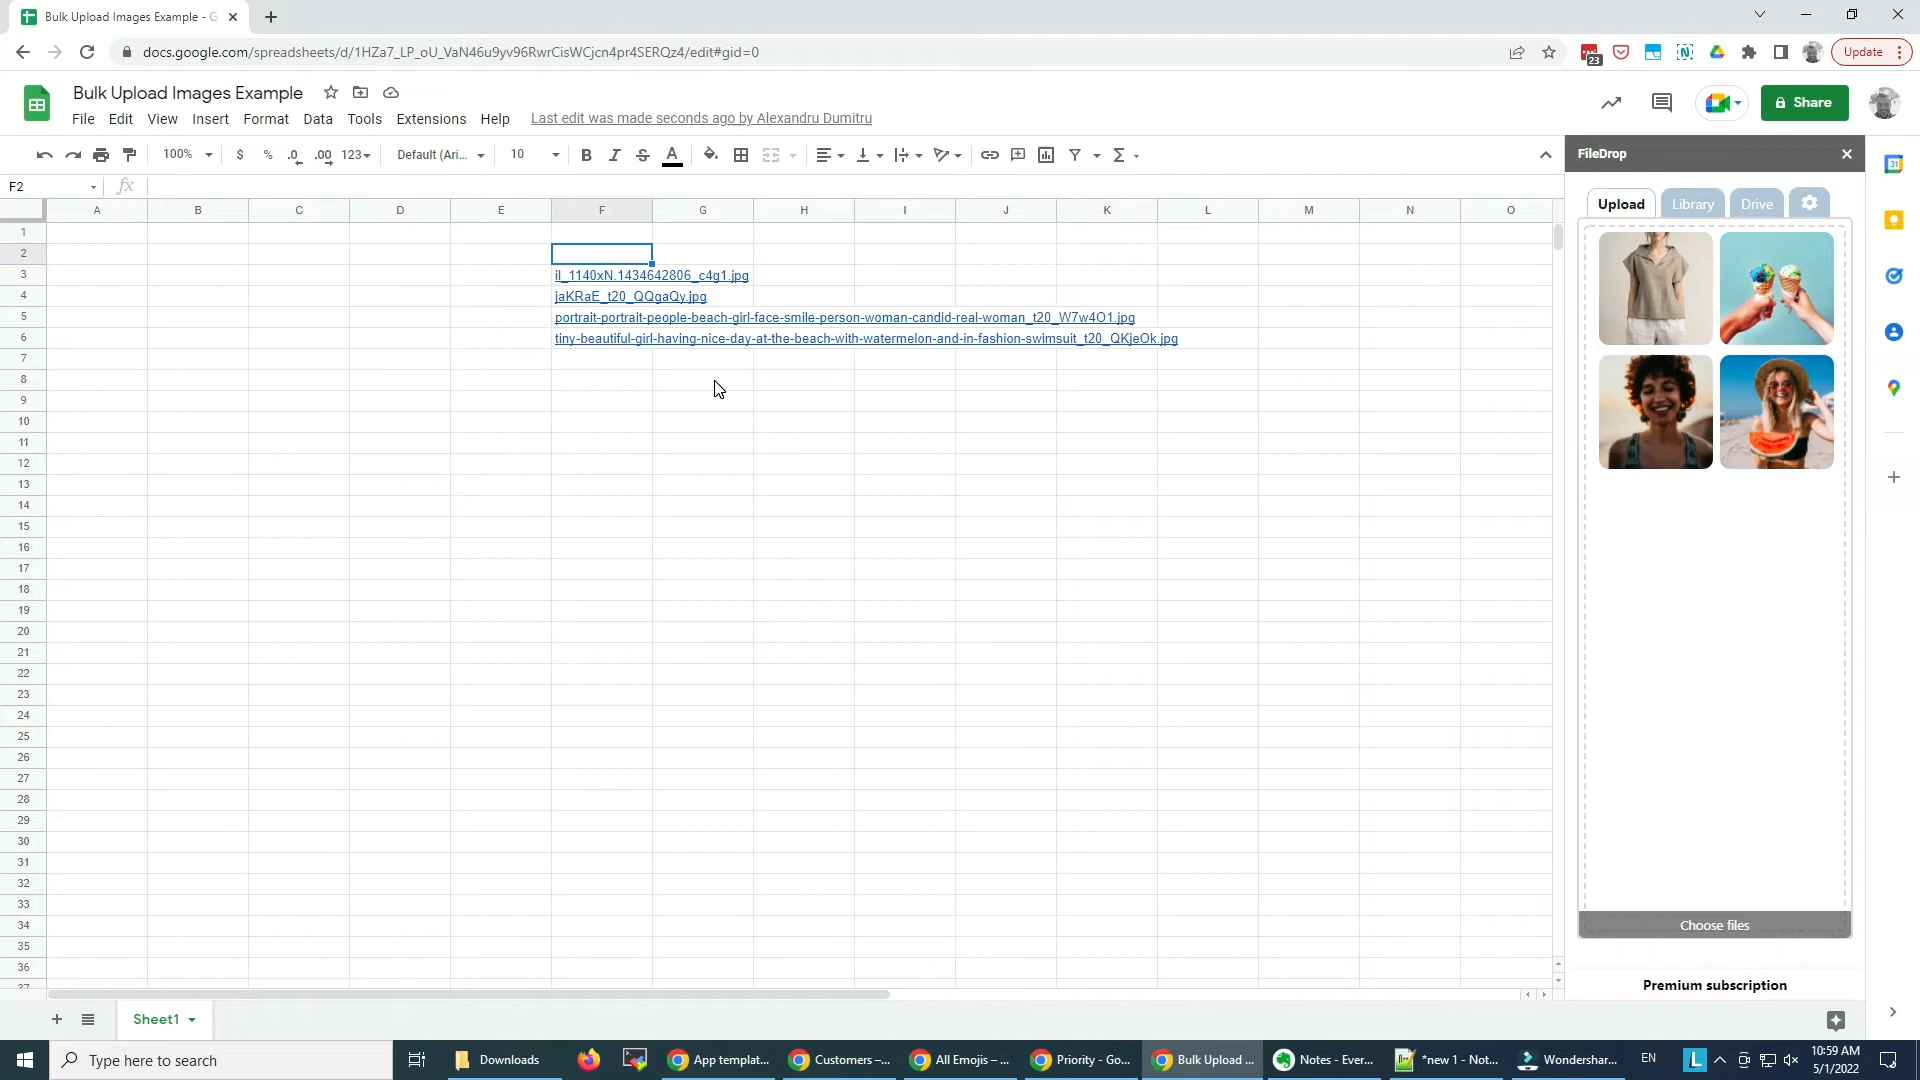 Bulk Upload Images Example - G
docs.google.com/spreadsheets/d/1HZa7_LP_oU_VaN46u9yv96RwrCisWCjcn4pr4SERQz4/edit#gid=0
23
Update
Bulk Upload Images Example
File Edit View Insert Format Data Tools Extensions Help Last edit was made seconds ago by Alexandru Dumitru
Share
100% $ % .0 .00 123 Default (Ari... 10 B I S A
FileDrop
F2 fx
Upload Library Drive
A B C D E F G H I J K L M N O
1
2
3 il_1140xN.1434642806_c4g1.jpg
4 jaKRaE_t20_QQgaQy.jpg
5 portrait-portrait-people-beach-girl-face-smile-person-woman-candid-real-woman_t20_W7w4O1.jpg
6 tiny-beautiful-girl-having-nice-day-at-the-beach-with-watermelon-and-in-fashion-swimsuit_t20_QKjeOk.jpg
7
8
9
10
11
12
13
14
15
16
17
18
19
20
21
22
23
24
25
26
27
28
29
30
31
32
33
34
35
36
37
31
Choose files
Premium subscription
Sheet1
Type here to search
Downloads
App templat...
Customers –...
All Emojis – ...
Priority - Go...
Bulk Upload ...
Notes - Ever...
*new 1 - Not...
Wondershar...
EN
L
10:59 AM
5/1/2022